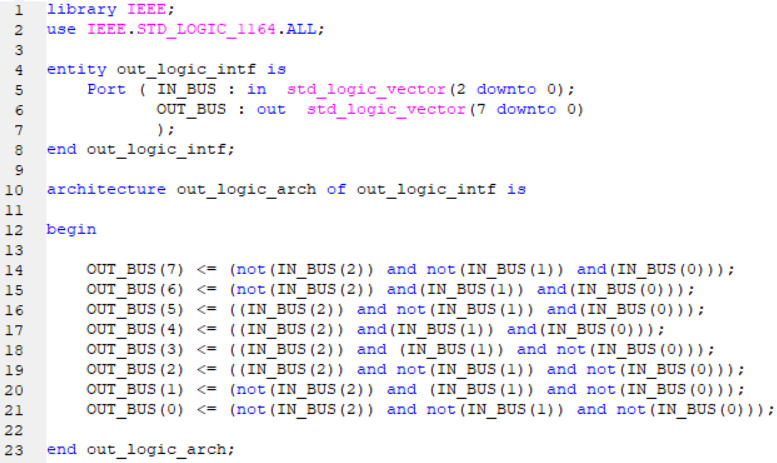 1 library IEEE;
2 use IEEE.STD_LOGIC_1164.ALL;
3
4 entity out_logic_intf is
5     Port ( IN_BUS : in  std_logic_vector(2 downto 0);
6            OUT_BUS : out  std_logic_vector(7 downto 0)
7            );
8 end out_logic_intf;
9
10 architecture out_logic_arch of out_logic_intf is
11
12 begin
13
14     OUT_BUS(7) <= (not(IN_BUS(2)) and not(IN_BUS(1)) and(IN_BUS(0)));
15     OUT_BUS(6) <= (not(IN_BUS(2)) and(IN_BUS(1)) and(IN_BUS(0)));
16     OUT_BUS(5) <= ((IN_BUS(2)) and not(IN_BUS(1)) and(IN_BUS(0)));
17     OUT_BUS(4) <= ((IN_BUS(2)) and(IN_BUS(1)) and(IN_BUS(0)));
18     OUT_BUS(3) <= ((IN_BUS(2)) and (IN_BUS(1)) and not(IN_BUS(0)));
19     OUT_BUS(2) <= ((IN_BUS(2)) and not(IN_BUS(1)) and not(IN_BUS(0)));
20     OUT_BUS(1) <= (not(IN_BUS(2)) and (IN_BUS(1)) and not(IN_BUS(0)));
21     OUT_BUS(0) <= (not(IN_BUS(2)) and not(IN_BUS(1)) and not(IN_BUS(0)));
22
23 end out_logic_arch;